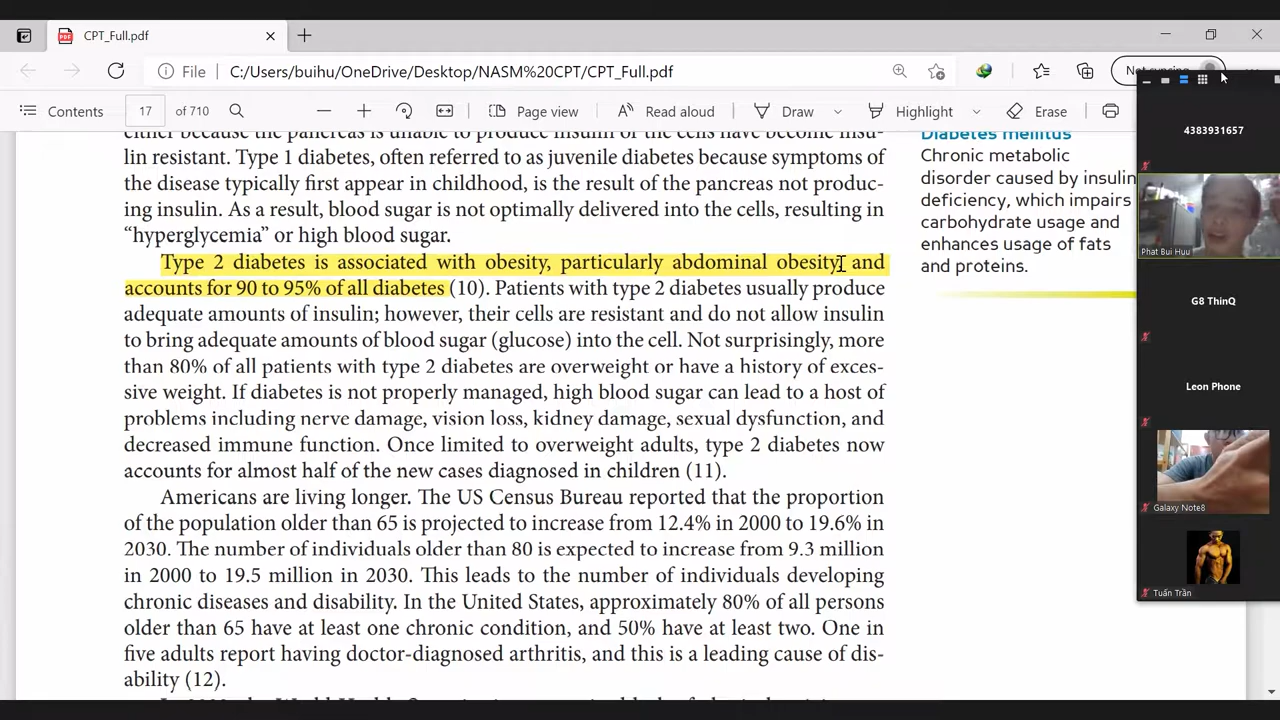 CPT_Full.pdf
File
C:/Users/buihu/OneDrive/Desktop/NASM%20CPT/CPT_Full.pdf
Not syncing
Contents
17
of 710
Page view
Read aloud
Draw
Highlight
Erase
either because the pancreas is unable to produce insulin or the cells have become insu-
lin resistant. Type 1 diabetes, often referred to as juvenile diabetes because symptoms of
the disease typically first appear in childhood, is the result of the pancreas not produc-
ing insulin. As a result, blood sugar is not optimally delivered into the cells, resulting in
“hyperglycemia” or high blood sugar.
Type 2 diabetes is associated with obesity, particularly abdominal obesity, and
accounts for 90 to 95% of all diabetes (10). Patients with type 2 diabetes usually produce
adequate amounts of insulin; however, their cells are resistant and do not allow insulin
to bring adequate amounts of blood sugar (glucose) into the cell. Not surprisingly, more
than 80% of all patients with type 2 diabetes are overweight or have a history of exces-
sive weight. If diabetes is not properly managed, high blood sugar can lead to a host of
problems including nerve damage, vision loss, kidney damage, sexual dysfunction, and
decreased immune function. Once limited to overweight adults, type 2 diabetes now
accounts for almost half of the new cases diagnosed in children (11).
Americans are living longer. The US Census Bureau reported that the proportion
of the population older than 65 is projected to increase from 12.4% in 2000 to 19.6% in
2030. The number of individuals older than 80 is expected to increase from 9.3 million
in 2000 to 19.5 million in 2030. This leads to the number of individuals developing
chronic diseases and disability. In the United States, approximately 80% of all persons
older than 65 have at least one chronic condition, and 50% have at least two. One in
five adults report having doctor-diagnosed arthritis, and this is a leading cause of dis-
ability (12).
Diabetes mellitus
Chronic metabolic
disorder caused by insulin
deficiency, which impairs
carbohydrate usage and
enhances usage of fats
and proteins.
4383931657
Phat Bui Huu
G8 ThinQ
Leon Phone
Galaxy Note8
Tuấn Trần